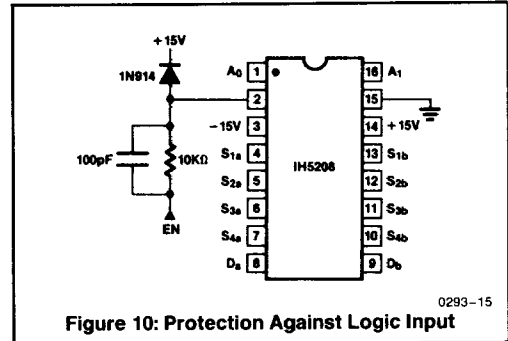 +15V
1N914
100pF
10KΩ
EN
A0 1
2
-15V 3
S1a 4
S2a 5
S3a 6
S4a 7
Da 8
IH5208
16 A1
15
14 +15V
13 S1b
12 S2b
11 S3b
10 S4b
9 Db
0293-15
Figure 10: Protection Against Logic Input